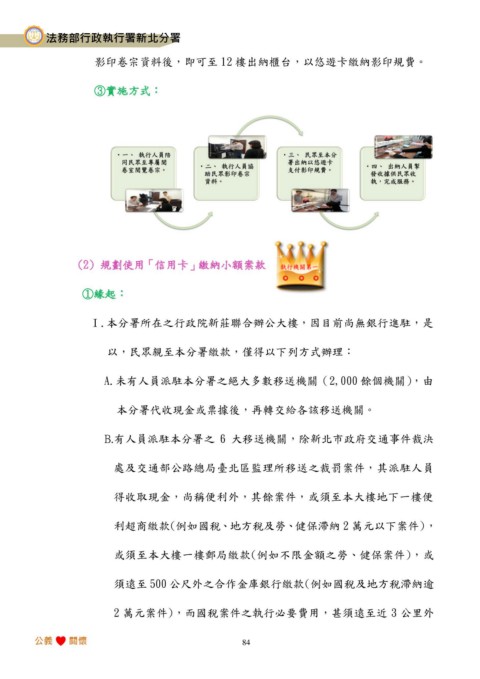 法務部行政執行署新北分署
影印卷宗資料後，即可至 12 樓出納櫃台，以悠遊卡繳納影印規費。
③實施方式：
・一、 執行人員陪
同民眾至專屬閱
卷室閱覽卷宗。
・二、 執行人員協
助民眾影印卷宗
資料。
・三、 民眾至本分
署出納以悠遊卡
支付影印規費。
・四、 出納人員掣
發收據供民眾收
執，完成服務。
(2) 規劃使用「信用卡」繳納小額案款
執行機關第一
①緣起：
I.本分署所在之行政院新莊聯合辦公大樓，因目前尚無銀行進駐，是
以，民眾親至本分署繳款，僅得以下列方式辦理：
A.未有人員派駐本分署之絕大多數移送機關（2,000 餘個機關），由
本分署代收現金或票據後，再轉交給各該移送機關。
B.有人員派駐本分署之 6 大移送機關，除新北市政府交通事件裁決
處及交通部公路總局臺北區監理所移送之裁罰案件，其派駐人員
得收取現金，尚稱便利外，其餘案件，或須至本大樓地下一樓便
利超商繳款(例如國稅、地方稅及勞、健保滯納 2 萬元以下案件)，
或須至本大樓一樓郵局繳款(例如不限金額之勞、健保案件)，或
須遠至 500 公尺外之合作金庫銀行繳款(例如國稅及地方稅滯納逾
2 萬元案件)，而國稅案件之執行必要費用，甚須遠至近 3 公里外
公義 關懷
84